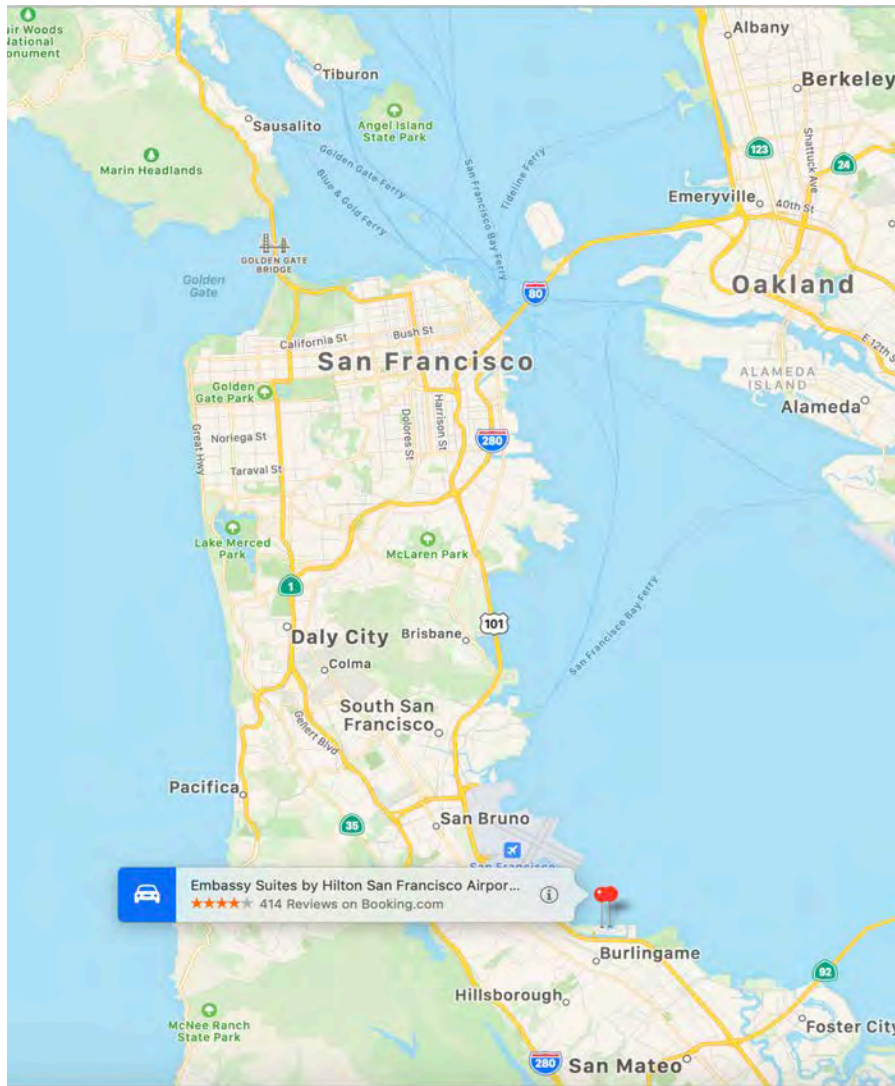 uir Woods
National
onument
Tiburon
Albany
Berkeley
Sausalito
Angel Island
State Park
Marin Headlands
Golden Gate Ferry
Blue & Gold Ferry
San Francisco Bay Ferry
Tideline Ferry
123
Shattuck Ave
24
Emeryville
40th St
GOLDEN GATE
BRIDGE
Golden
Gate
80
Oakland
California St
Bush St
San Francisco
E 12th S
ALAMEDA
ISLAND
Alameda
Golden
Gate Park
Great Hwy
Noriega St
Taraval St
Dolores St
Harrison St
280
Lake Merced
Park
McLaren Park
1
101
Daly City
Brisbane
Colma
San Francisco Bay Ferry
South San
Francisco
Gellert Blvd
Pacifica
35
San Bruno
San Francisco
Embassy Suites by Hilton San Francisco Airpor...
414 Reviews on Booking.com
Burlingame
92
Hillsborough
McNee Ranch
State Park
Foster City
280
San Mateo